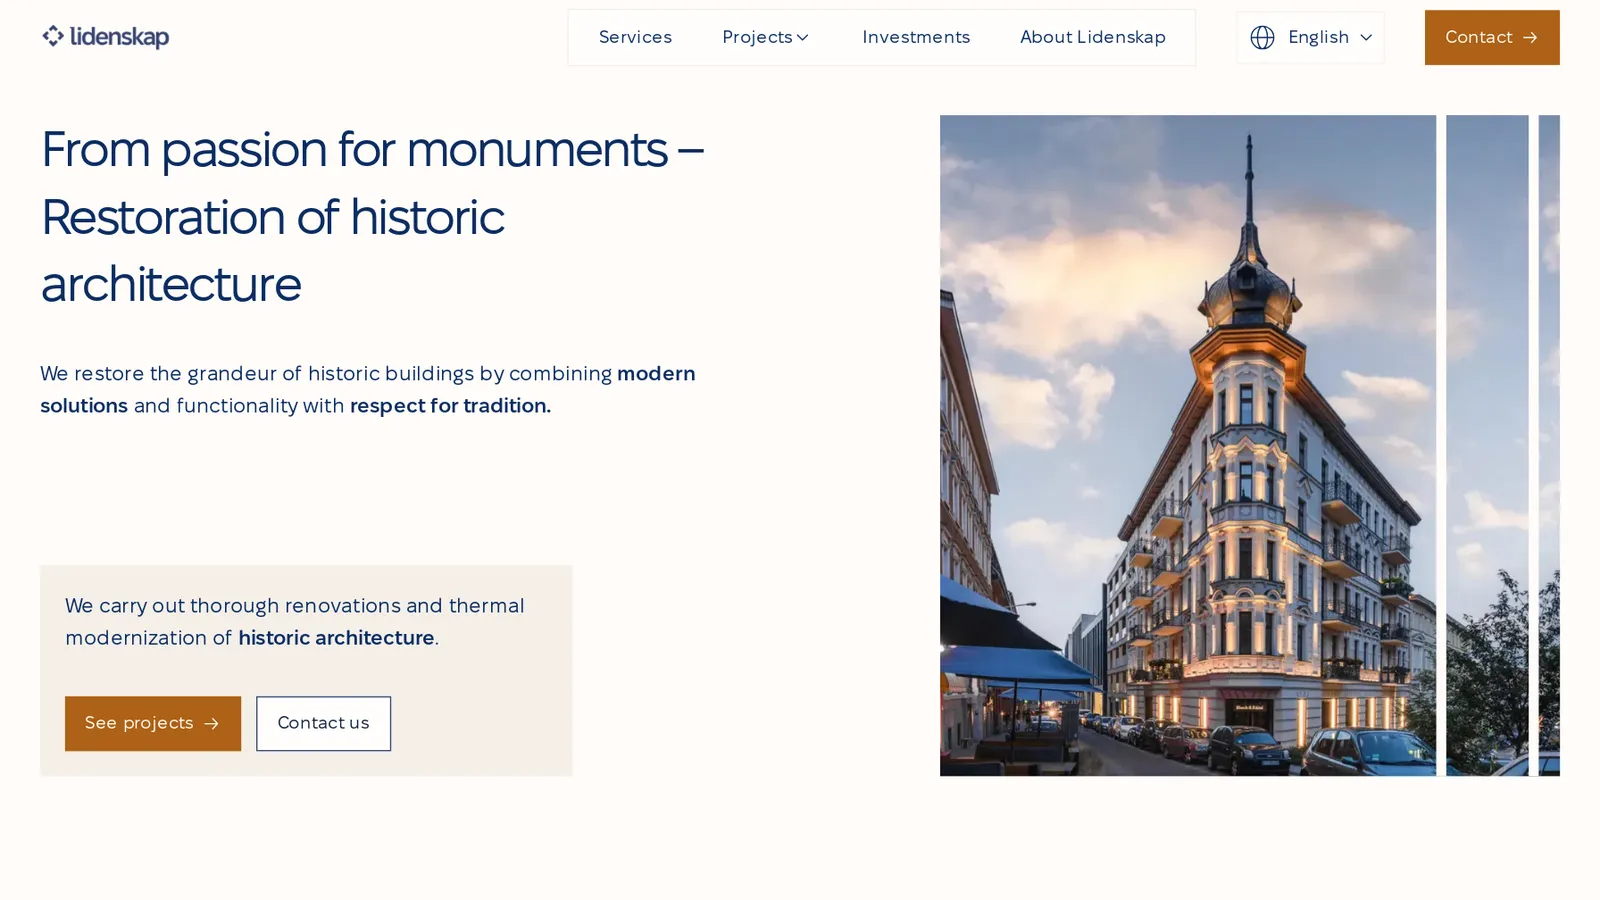 lidenskap
Services
Projects
Investments
About Lidenskap
English
Contact →
From passion for monuments –
Restoration of historic
architecture
We restore the grandeur of historic buildings by combining modern
solutions and functionality with respect for tradition.
We carry out thorough renovations and thermal
modernization of historic architecture.
See projects →
Contact us